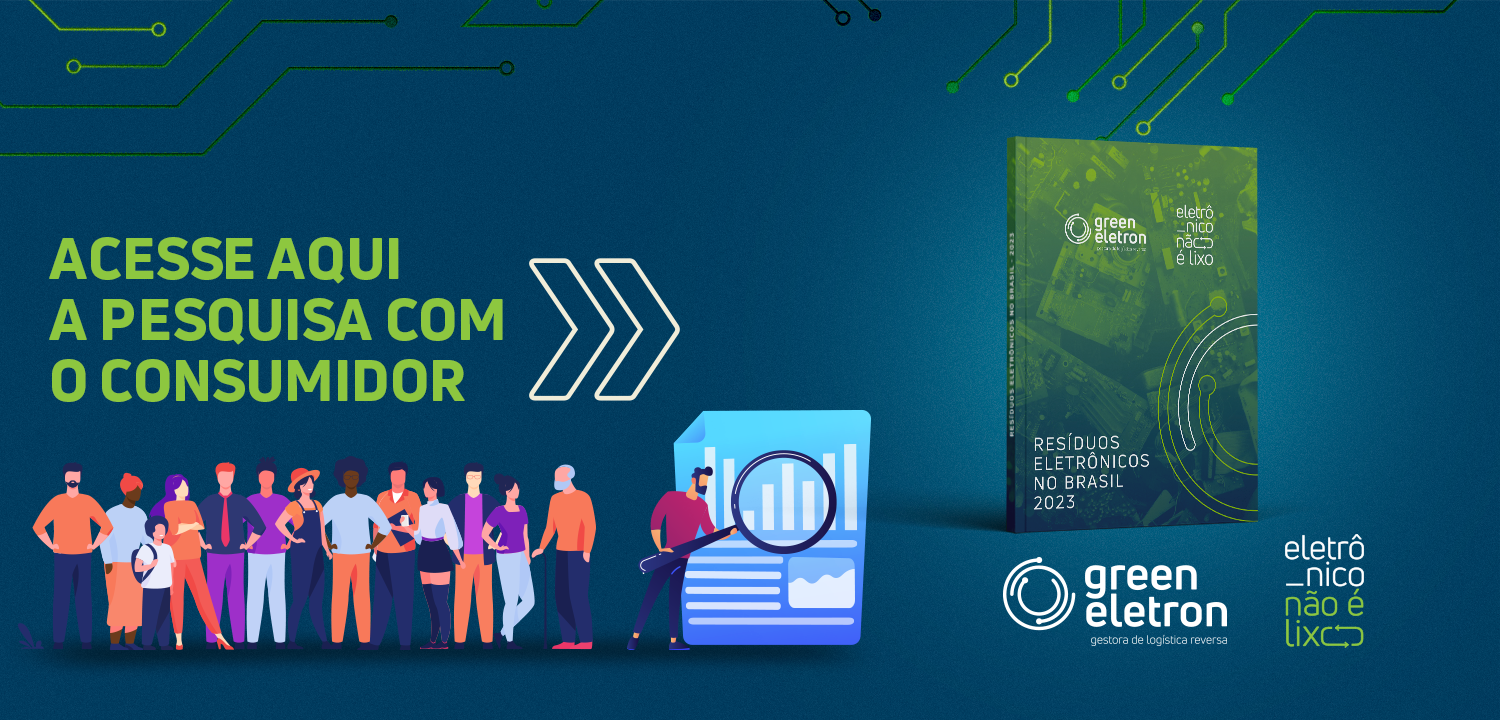 ACESSE AQUI
A PESQUISA COM
O CONSUMIDOR
RESÍDUOS ELETRÔNICOS NO BRASIL - 2023
green
eletron
eletrô
_nico
não
é lixo
RESÍDUOS
ELETRÔNICOS
NO BRASIL
2023
green
eletron
gestora de logística reversa
eletrô
_nico
não é
lixo